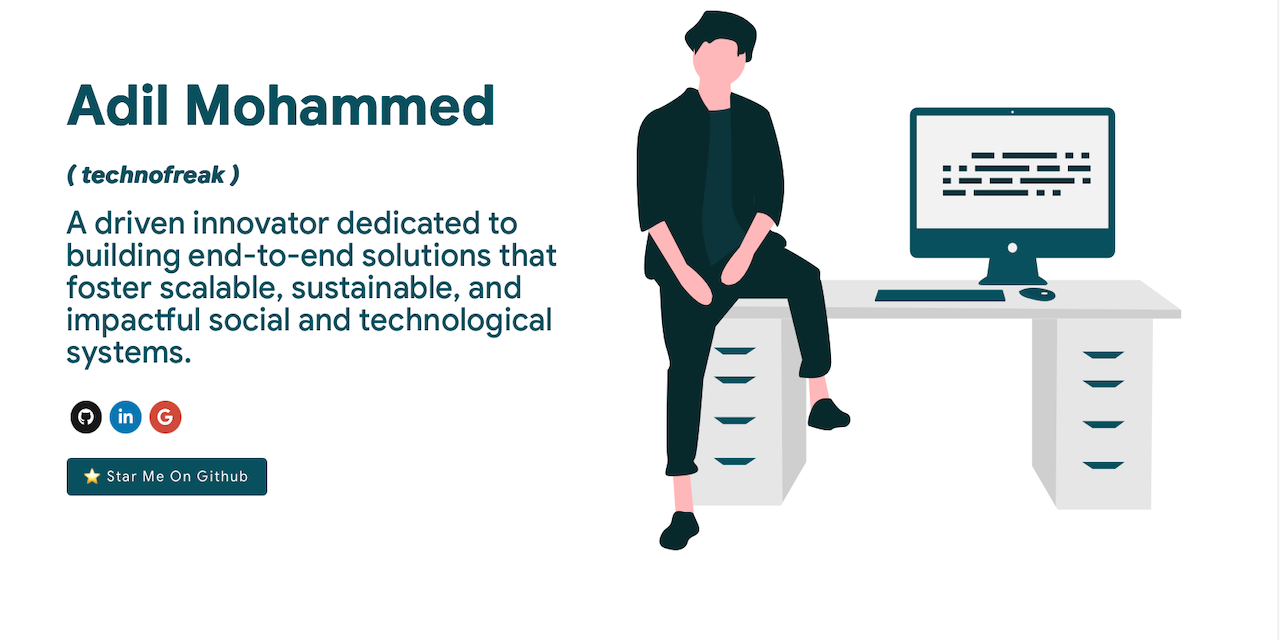 Adil Mohammed
( technofreak )
A driven innovator dedicated to
building end-to-end solutions that
foster scalable, sustainable, and
impactful social and technological
systems.
in G
⭐ Star Me On Github